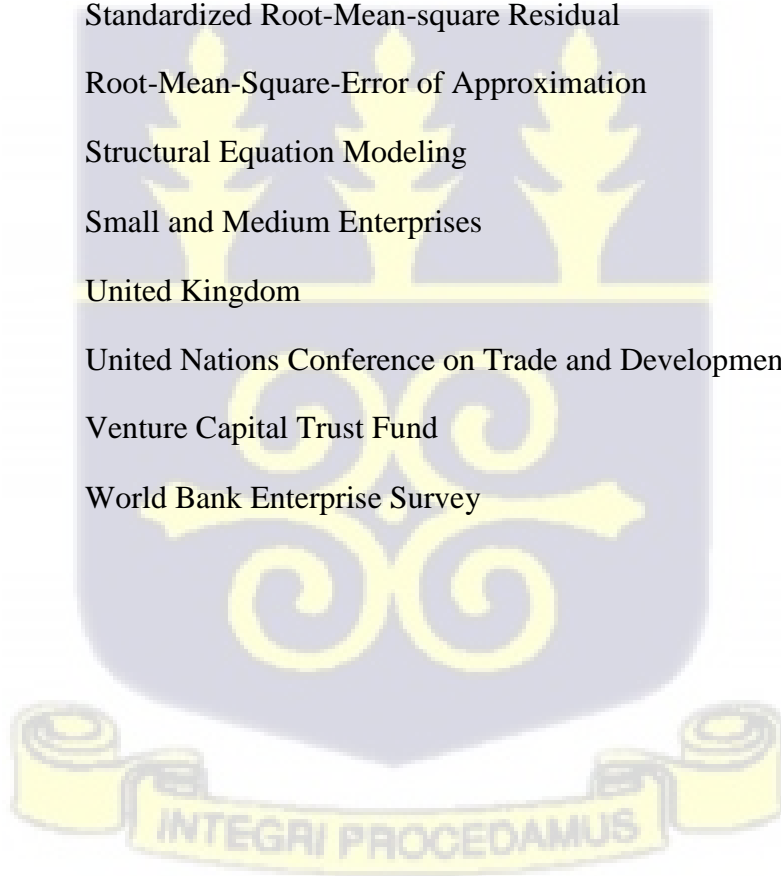 Standardized Root-Mean-square Residual
Root-Mean-Square-Error of Approximation
Structural Equation Modeling
Small and Medium Enterprises
United Kingdom
United Nations Conference on Trade and Developmen
Venture Capital Trust Fund
World Bank Enterprise Survey
INTEGRI PROCEDAMUS